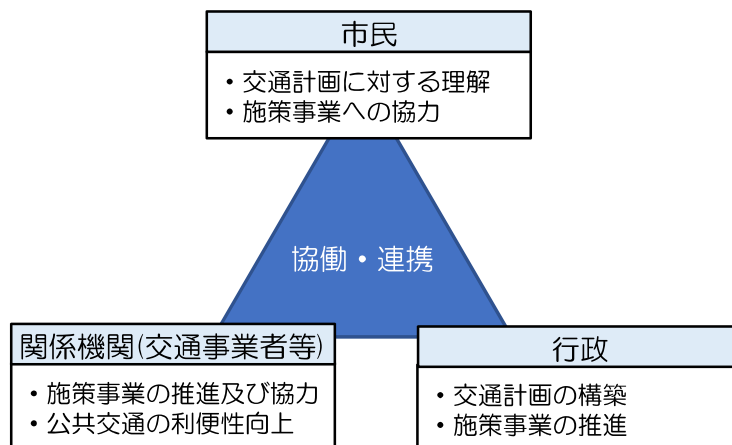 市民
・交通計画に対する理解
・施策事業への協力
協働・連携
関係機関(交通事業者等)
・施策事業の推進及び協力
・公共交通の利便性向上
行政
・交通計画の構築
・施策事業の推進